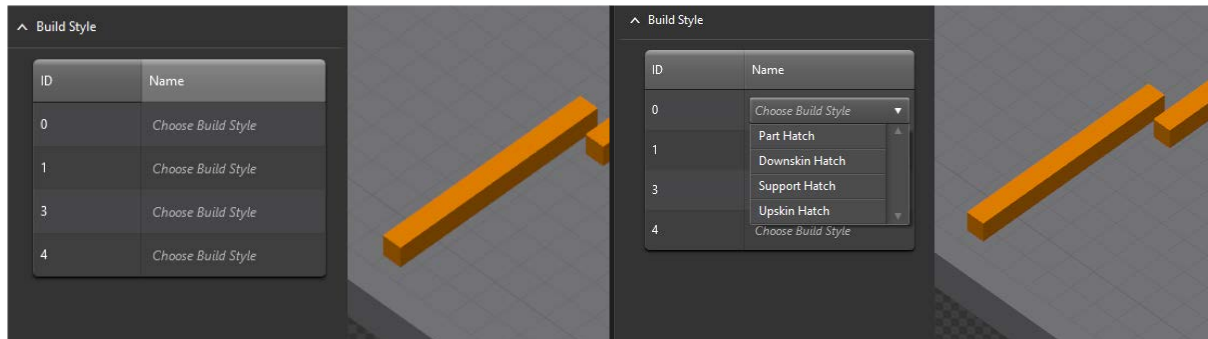 Build Style
ID Name
0 Choose Build Style
1 Choose Build Style
3 Choose Build Style
4 Choose Build Style
Build Style
ID Name
0 Choose Build Style
Part Hatch
1
Downskin Hatch
3 Support Hatch
Upskin Hatch
4 Choose Build Style